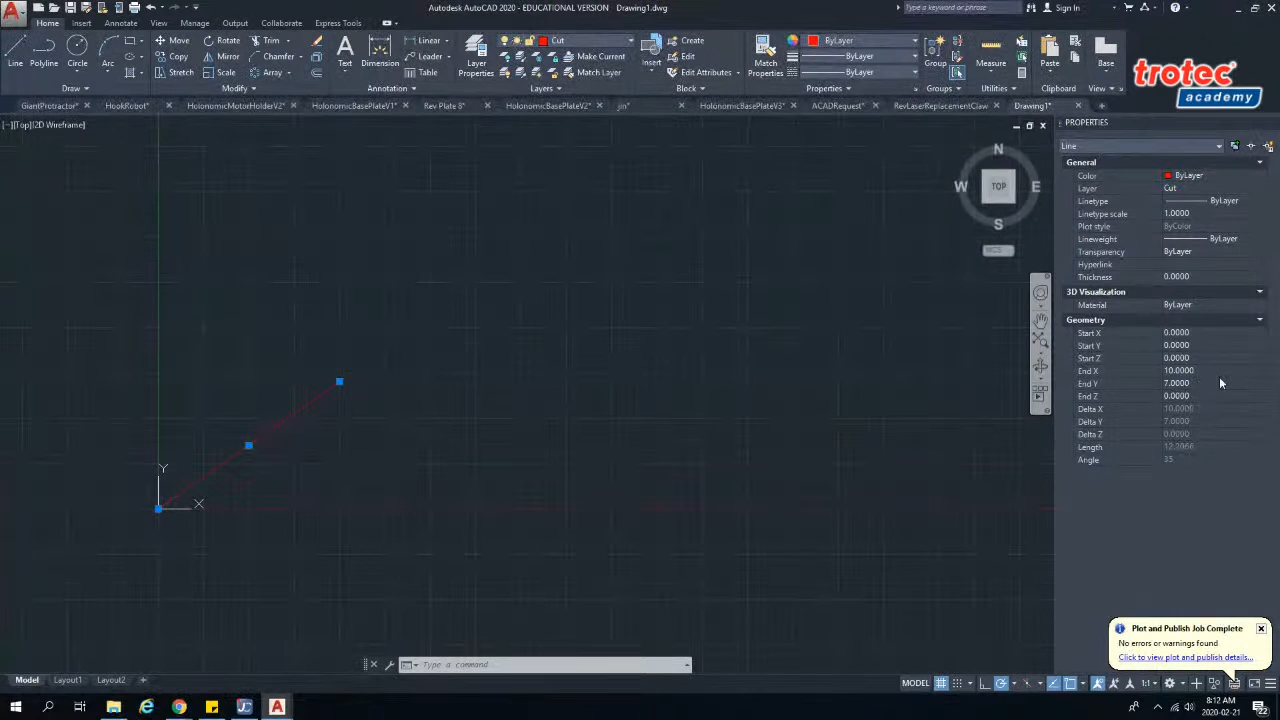 Autodesk AutoCAD 2020 - EDUCATIONAL VERSION Drawing1.dwg
Type a keyword or phrase
Sign In
Home Insert Annotate View Manage Output Collaborate Express Tools
Line Polyline Circle Arc
Move Rotate Trim
Copy Mirror Chamfer
Stretch Scale Array
Text Dimension
Linear
Leader
Table
Layer Properties
Cut
Make Current
Match Layer
Insert
Create
Edit
Edit Attributes
Match Properties
ByLayer
ByLayer
ByLayer
Group Measure Paste Base
Draw Modify Annotation Layers Block Properties Groups Utilities Clipboard View
trotec
academy
GiantProtractor* HookRobot* HolonomicMotorHolderV2* HolonomicBasePlateV1* Rev Plate 8* HolonomicBasePlateV2* jin* HolonomicBasePlateV3* ACADRequest* RevLaserReplacementClaw Drawing1*
[−][Top][2D Wireframe]
N
W TOP E
S
WCS
Y
X
PROPERTIES
Line
General
Color ByLayer
Layer Cut
Linetype ByLayer
Linetype scale 1.0000
Plot style ByColor
Lineweight ByLayer
Transparency ByLayer
Hyperlink
Thickness 0.0000
3D Visualization
Material ByLayer
Geometry
Start X 0.0000
Start Y 0.0000
Start Z 0.0000
End X 10.0000
End Y 7.0000
End Z 0.0000
Delta X 10.0000
Delta Y 7.0000
Delta Z 0.0000
Length 12.2066
Angle 35
Plot and Publish Job Complete
No errors or warnings found
Click to view plot and publish details...
Type a command
Model Layout1 Layout2
MODEL
1:1
8:12 AM
2020-02-21
22